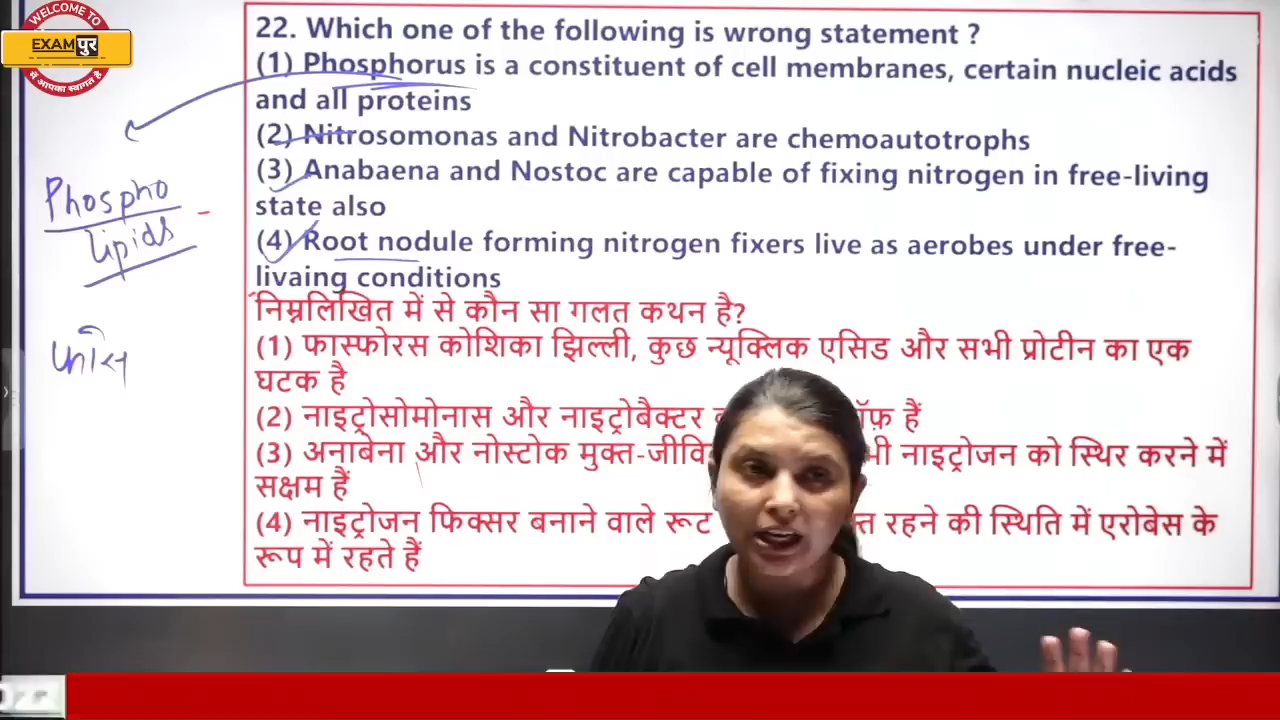 WELCOME TO
EXAMपुर
में आपका स्वागत है
22. Which one of the following is wrong statement ?
(1) Phosphorus is a constituent of cell membranes, certain nucleic acids
and all proteins
(2) Nitrosomonas and Nitrobacter are chemoautotrophs
(3) Anabaena and Nostoc are capable of fixing nitrogen in free-living
state also
(4) Root nodule forming nitrogen fixers live as aerobes under free-
livaing conditions
निम्नलिखित में से कौन सा गलत कथन है?
(1) फास्फोरस कोशिका झिल्ली, कुछ न्यूक्लिक एसिड और सभी प्रोटीन का एक
घटक है
(2) नाइट्रोसोमोनास और नाइट्रोबैक्टर हैं
(3) अनाबेना और नोस्टोक नाइट्रोजन को स्थिर करने में
सक्षम हैं
(4) नाइट्रोजन फिक्सर बनाने वाले रूट रहने की स्थिति में एरोबेस के
रूप में रहते हैं
Phospho
lipids